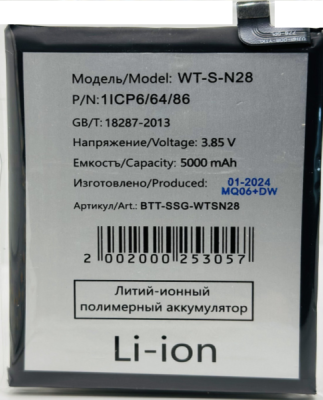 Модель/Model: WT-S-N28
P/N:1ICP6/64/86
GB/T: 18287-2013
Напряжение/Voltage: 3.85 V
Емкость/Capacity: 5000 mAh
Изготовлено/Produced: 01-2024
MQ06+DW
Артикул/Art.: BTT-SSG-WTSN28
2 002000 253057
Литий-ионный
полимерный аккумулятор
Li-ion